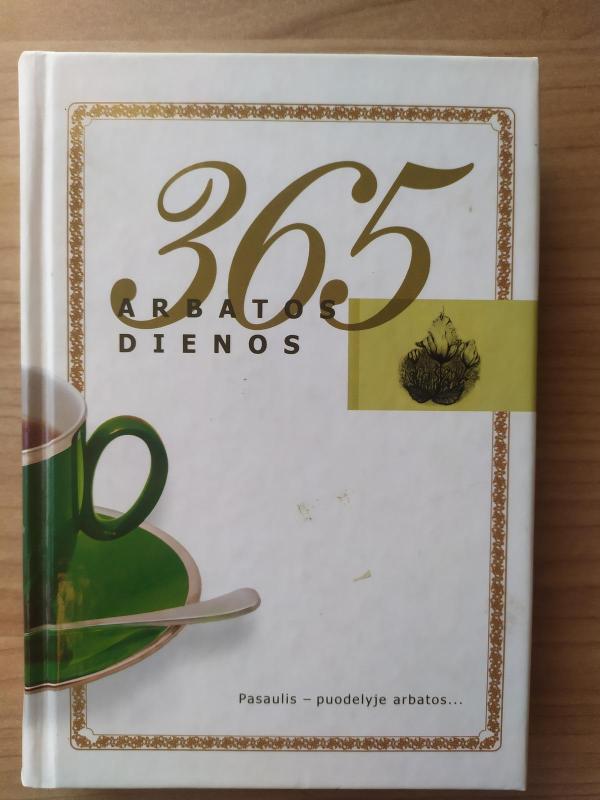 365
ARBATOS
DIENOS
Pasaulis – puodelyje arbatos...